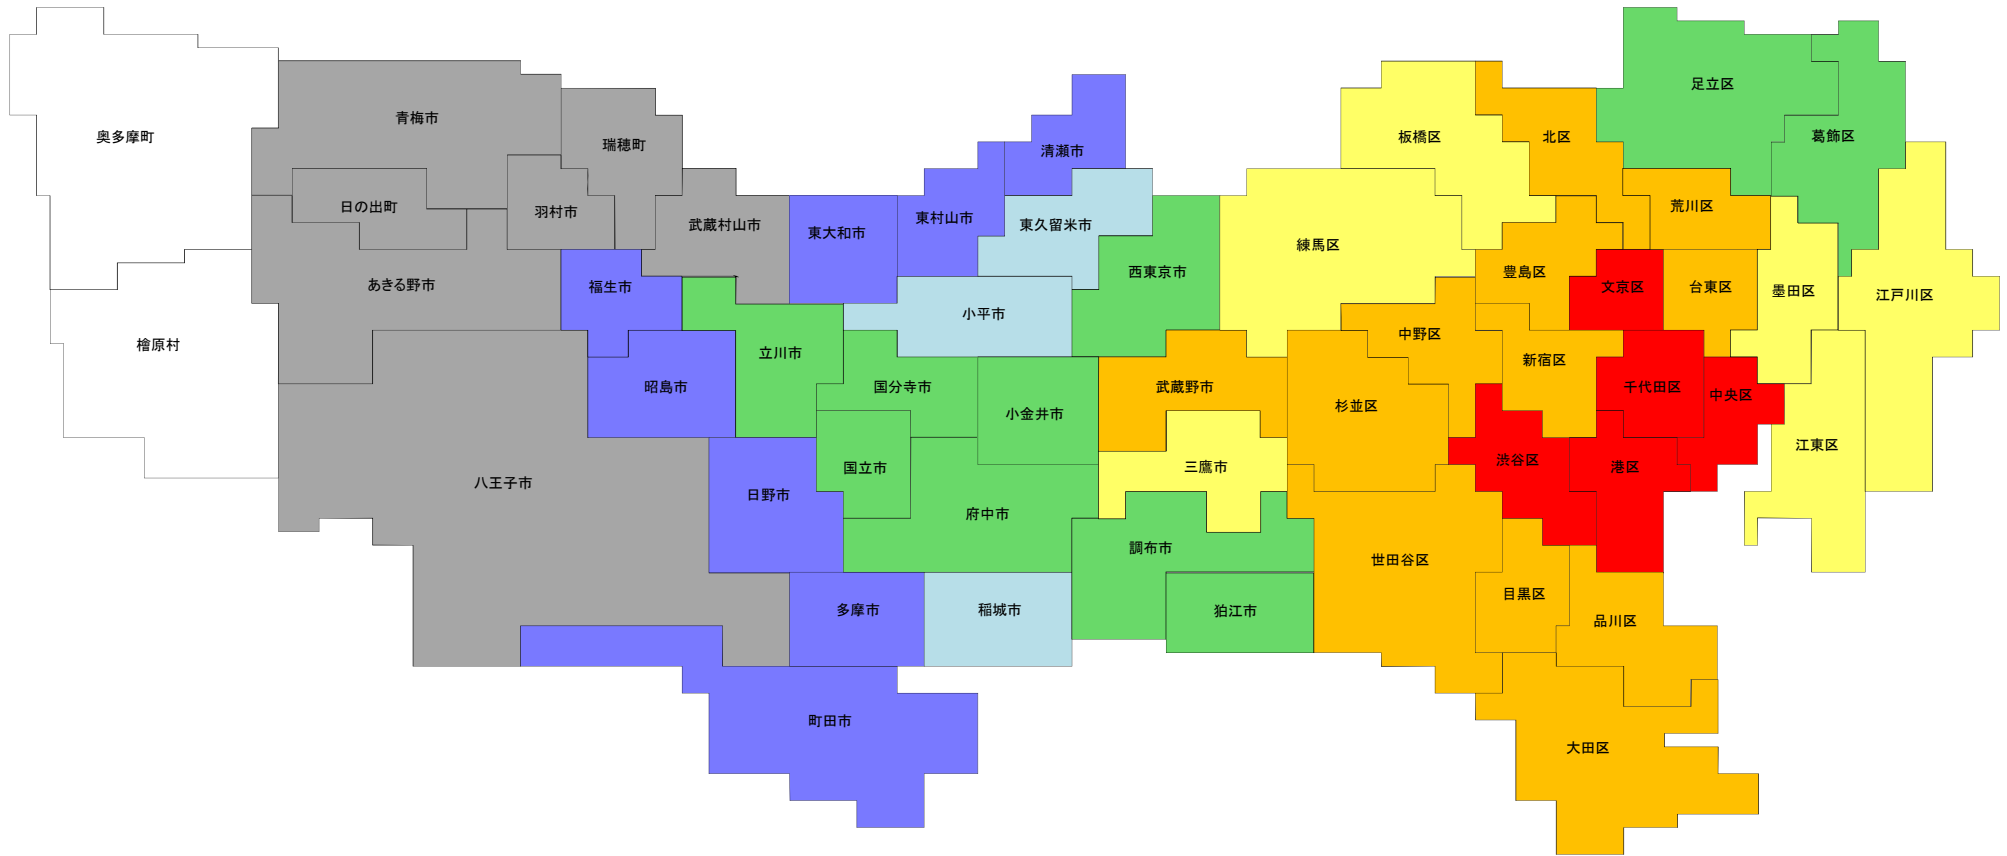 奥多摩町
檜原村
青梅市
日の出町
あきる野市
羽村市
瑞穂町
武蔵村山市
八王子市
福生市
昭島市
立川市
東大和市
東村山市
清瀬市
東久留米市
小平市
西東京市
国分寺市
小金井市
国立市
府中市
日野市
多摩市
稲城市
町田市
武蔵野市
三鷹市
調布市
狛江市
練馬区
板橋区
北区
足立区
葛飾区
荒川区
豊島区
文京区
台東区
墨田区
江戸川区
中野区
新宿区
杉並区
千代田区
中央区
江東区
渋谷区
港区
世田谷区
目黒区
品川区
大田区